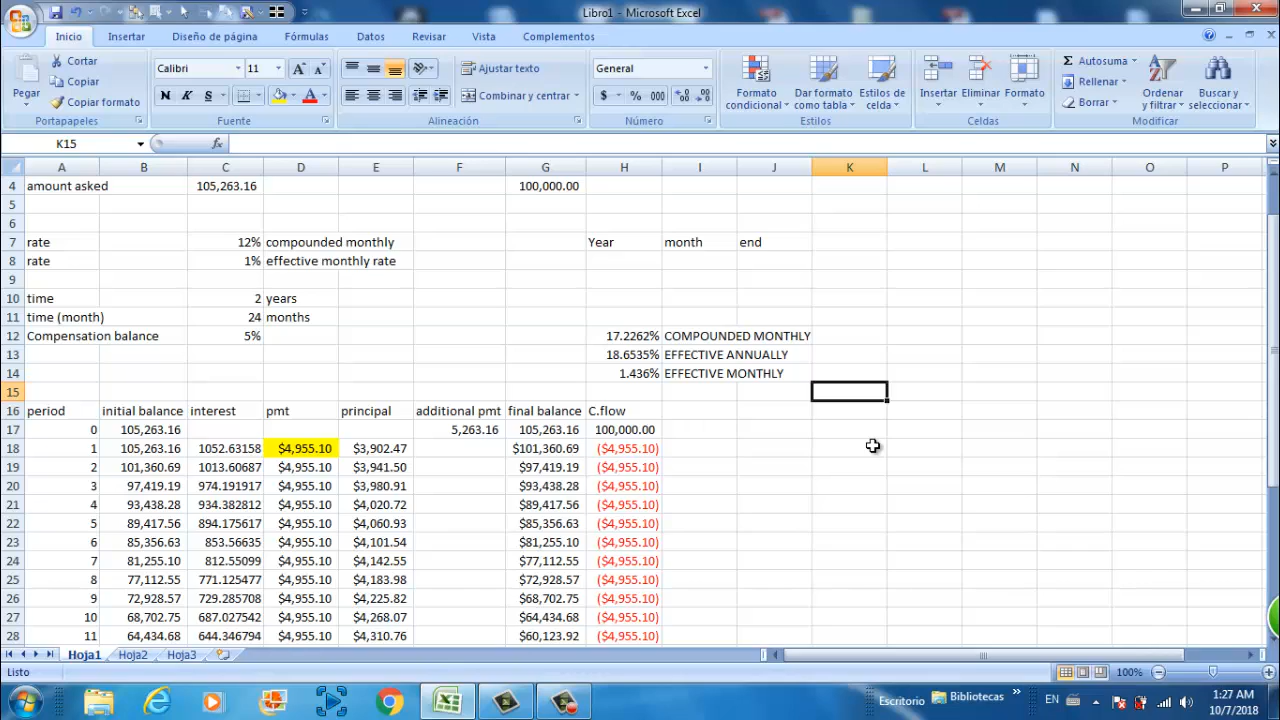 Libro1 - Microsoft Excel
Inicio Insertar Diseño de página Fórmulas Datos Revisar Vista Complementos
Pegar
Cortar
Copiar
Copiar formato
Portapapeles
Calibri 11
N K S
Fuente
Ajustar texto
Combinar y centrar
Alineación
General
$ % 000
Número
Formato condicional
Dar formato como tabla
Estilos de celda
Estilos
Insertar Eliminar Formato
Celdas
Autosuma
Rellenar
Borrar
Ordenar y filtrar
Buscar y seleccionar
Modificar
K15 fx
A B C D E F G H I J K L M N O P
4 amount asked 105,263.16 100,000.00
5
6
7 rate 12% compounded monthly Year month end
8 rate 1% effective monthly rate
9
10 time 2 years
11 time (month) 24 months
12 Compensation balance 5% 17.2262% COMPOUNDED MONTHLY
13 18.6535% EFFECTIVE ANNUALLY
14 1.436% EFFECTIVE MONTHLY
15
16 period initial balance interest pmt principal additional pmt final balance C.flow
17 0 105,263.16 5,263.16 105,263.16 100,000.00
18 1 105,263.16 1052.63158 $4,955.10 $3,902.47 $101,360.69 ($4,955.10)
19 2 101,360.69 1013.60687 $4,955.10 $3,941.50 $97,419.19 ($4,955.10)
20 3 97,419.19 974.191917 $4,955.10 $3,980.91 $93,438.28 ($4,955.10)
21 4 93,438.28 934.382812 $4,955.10 $4,020.72 $89,417.56 ($4,955.10)
22 5 89,417.56 894.175617 $4,955.10 $4,060.93 $85,356.63 ($4,955.10)
23 6 85,356.63 853.56635 $4,955.10 $4,101.54 $81,255.10 ($4,955.10)
24 7 81,255.10 812.55099 $4,955.10 $4,142.55 $77,112.55 ($4,955.10)
25 8 77,112.55 771.125477 $4,955.10 $4,183.98 $72,928.57 ($4,955.10)
26 9 72,928.57 729.285708 $4,955.10 $4,225.82 $68,702.75 ($4,955.10)
27 10 68,702.75 687.027542 $4,955.10 $4,268.07 $64,434.68 ($4,955.10)
28 11 64,434.68 644.346794 $4,955.10 $4,310.76 $60,123.92 ($4,955.10)
Hoja1 Hoja2 Hoja3
Listo 100%
Escritorio Bibliotecas EN 1:27 AM
10/7/2018